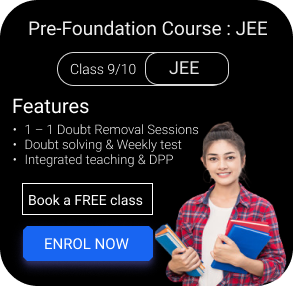 Pre-Foundation Course : JEE
Class 9/10 JEE
Features
• 1 – 1 Doubt Removal Sessions
• Doubt solving & Weekly test
• Integrated teaching & DPP
Book a FREE class
ENROL NOW